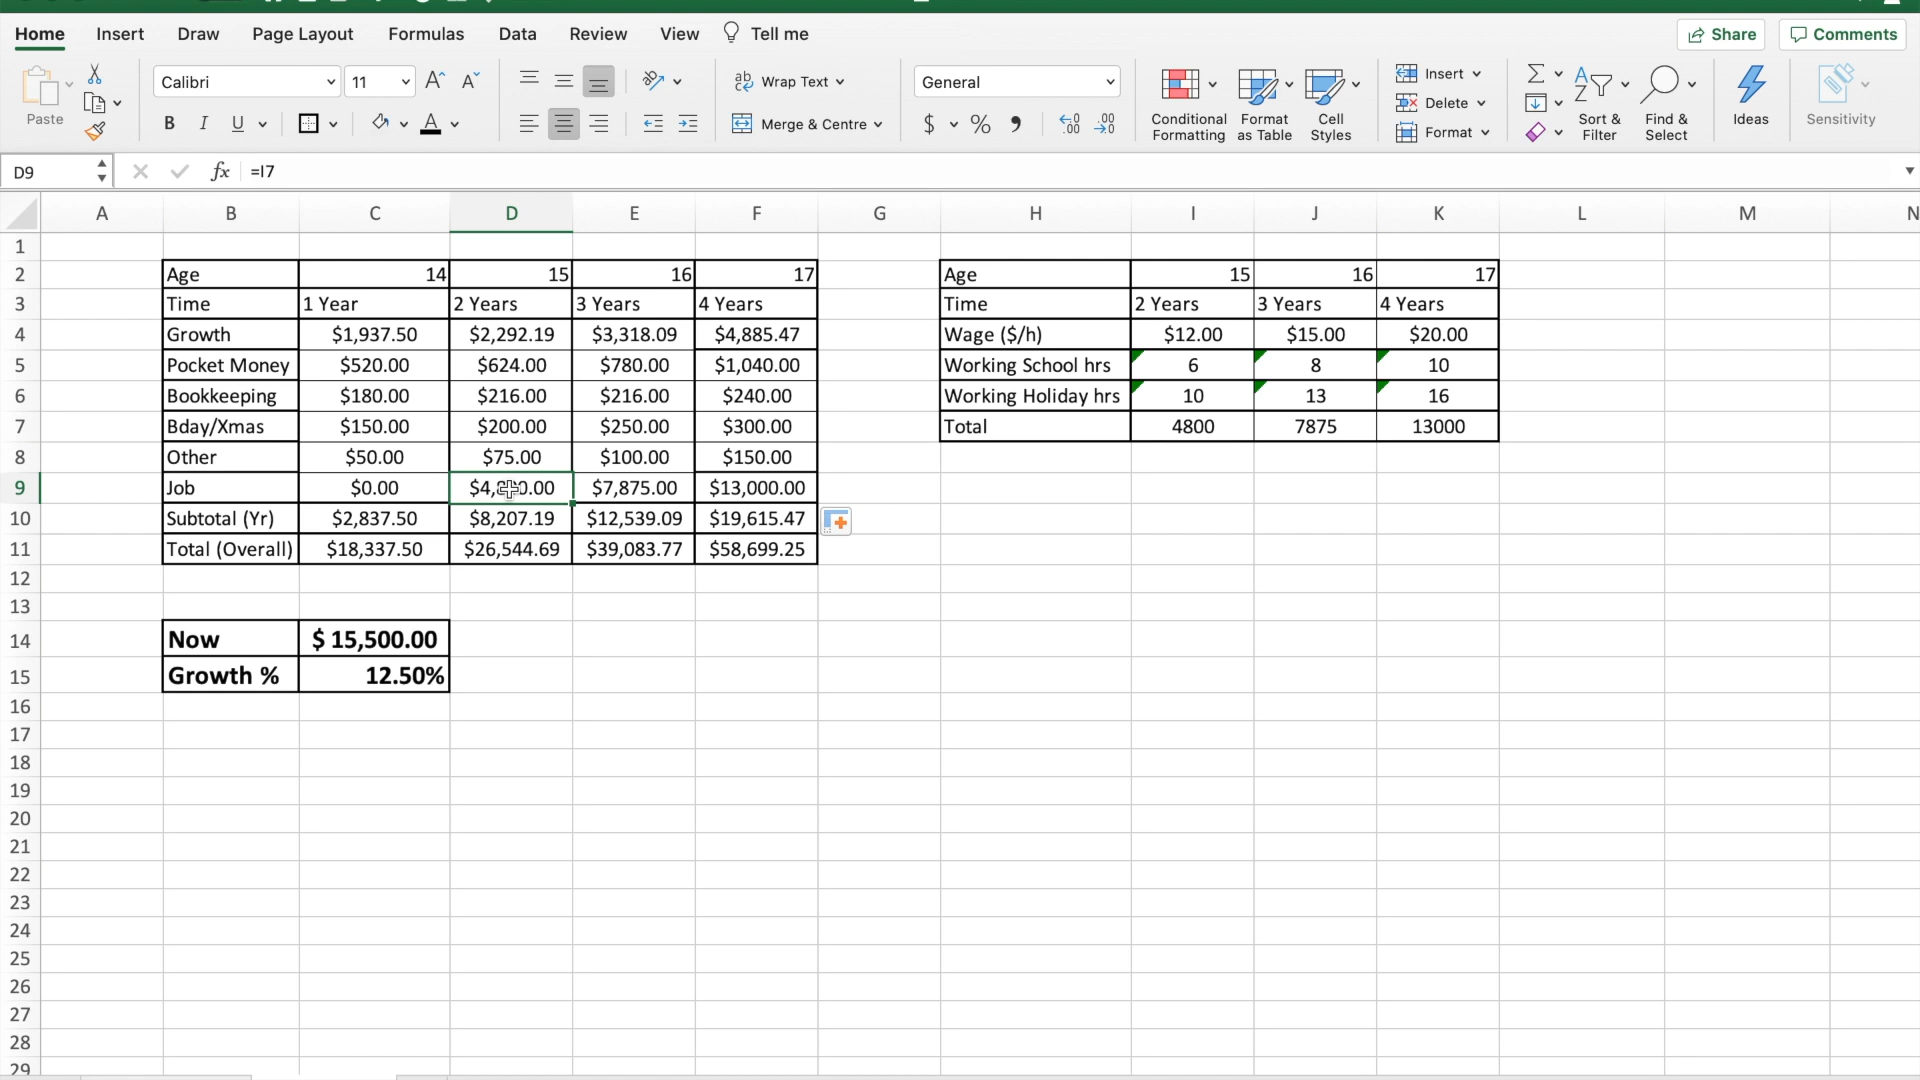 Home Insert Draw Page Layout Formulas Data Review View Tell me Share Comments
Paste
Calibri 11 A A
B I U A
ab Wrap Text
Merge & Centre
General
$ % 9
Conditional Formatting
Format as Table
Cell Styles
Insert
Delete
Format
Sort & Filter
Find & Select
Ideas
Sensitivity
D9 fx =I7
A B C D E F G H I J K L M N
1
2 Age 14 15 16 17 Age 15 16 17
3 Time 1 Year 2 Years 3 Years 4 Years Time 2 Years 3 Years 4 Years
4 Growth $1,937.50 $2,292.19 $3,318.09 $4,885.47 Wage ($/h) $12.00 $15.00 $20.00
5 Pocket Money $520.00 $624.00 $780.00 $1,040.00 Working School hrs 6 8 10
6 Bookkeeping $180.00 $216.00 $216.00 $240.00 Working Holiday hrs 10 13 16
7 Bday/Xmas $150.00 $200.00 $250.00 $300.00 Total 4800 7875 13000
8 Other $50.00 $75.00 $100.00 $150.00
9 Job $0.00 $7,875.00 $13,000.00
10 Subtotal (Yr) $2,837.50 $8,207.19 $12,539.09 $19,615.47
11 Total (Overall) $18,337.50 $26,544.69 $39,083.77 $58,699.25
12
13
14 Now $ 15,500.00
15 Growth % 12.50%
16
17
18
19
20
21
22
23
24
25
26
27
28
29